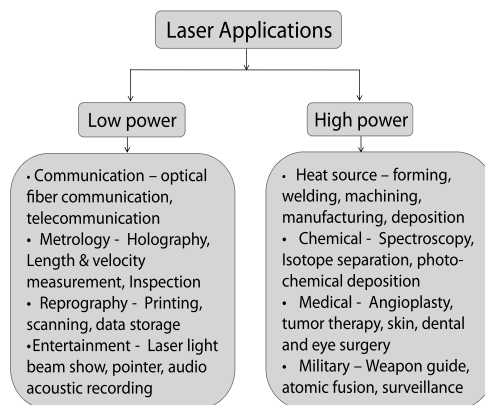 Laser Applications
Low power
High power
• Communication – optical
fiber communication,
telecommunication
• Metrology - Holography,
Length & velocity
measurement, Inspection
• Reprography - Printing,
scanning, data storage
•Entertainment - Laser light
beam show, pointer, audio
acoustic recording
• Heat source – forming,
welding, machining,
manufacturing, deposition
• Chemical - Spectroscopy,
Isotope separation, photo-
chemical deposition
• Medical - Angioplasty,
tumor therapy, skin, dental
and eye surgery
• Military – Weapon guide,
atomic fusion, surveillance